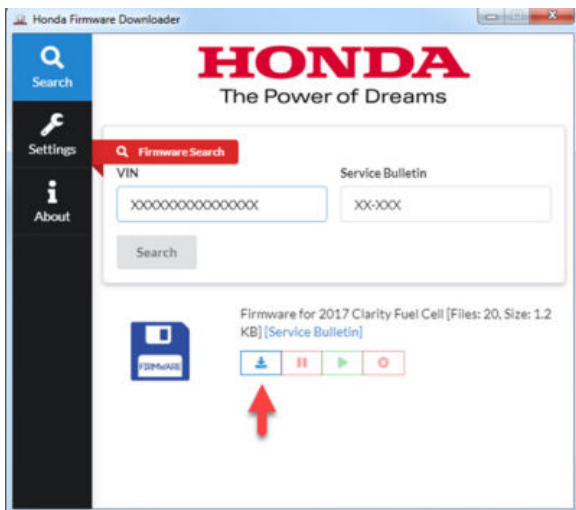 Honda Firmware Downloader
Search
Settings
About
HONDA
The Power of Dreams
Firmware Search
VIN
Service Bulletin
XXXXXXXXXXXXXXX
XX-XXX
Search
Firmware for 2017 Clarity Fuel Cell [Files: 20, Size: 1.2
KB] [Service Bulletin]
FIRMWARE